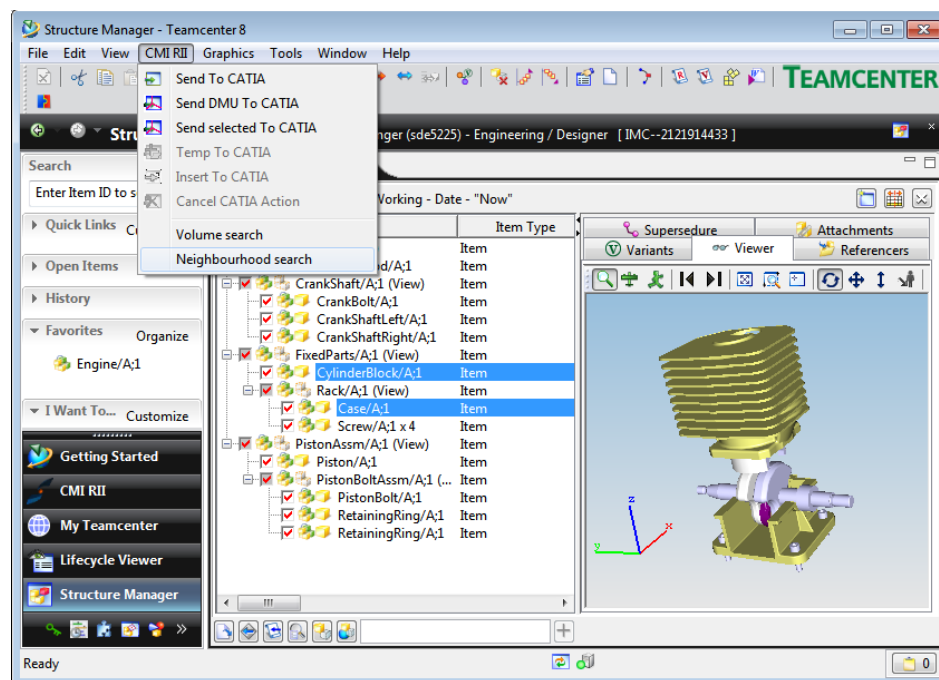 Structure Manager - Teamcenter 8
File Edit View CMI RII Graphics Tools Window Help
TEAMCENTER
Send To CATIA
Send DMU To CATIA
Send selected To CATIA
Temp To CATIA
Insert To CATIA
Cancel CATIA Action
Volume search
Neighbourhood search
Stru nger (sde5225) - Engineering / Designer [ IMC--2121914433 ]
Search
Enter Item ID to s
Working - Date - "Now"
Quick Links
Open Items
History
Favorites
Organize
Engine/A;1
I Want To...
Customize
Getting Started
CMI RII
My Teamcenter
Lifecycle Viewer
Structure Manager
Item Type
Item
d/A;1 Item
CrankShaft/A;1 (View) Item
CrankBolt/A;1 Item
CrankShaftLeft/A;1 Item
CrankShaftRight/A;1 Item
FixedParts/A;1 (View) Item
CylinderBlock/A;1 Item
Rack/A;1 (View) Item
Case/A;1 Item
Screw/A;1 x 4 Item
PistonAssm/A;1 (View) Item
Piston/A;1 Item
PistonBoltAssm/A;1 (... Item
PistonBolt/A;1 Item
RetainingRing/A;1 Item
RetainingRing/A;1 Item
Supersedure Attachments
Variants Viewer Referencers
z
x
y
Ready
0